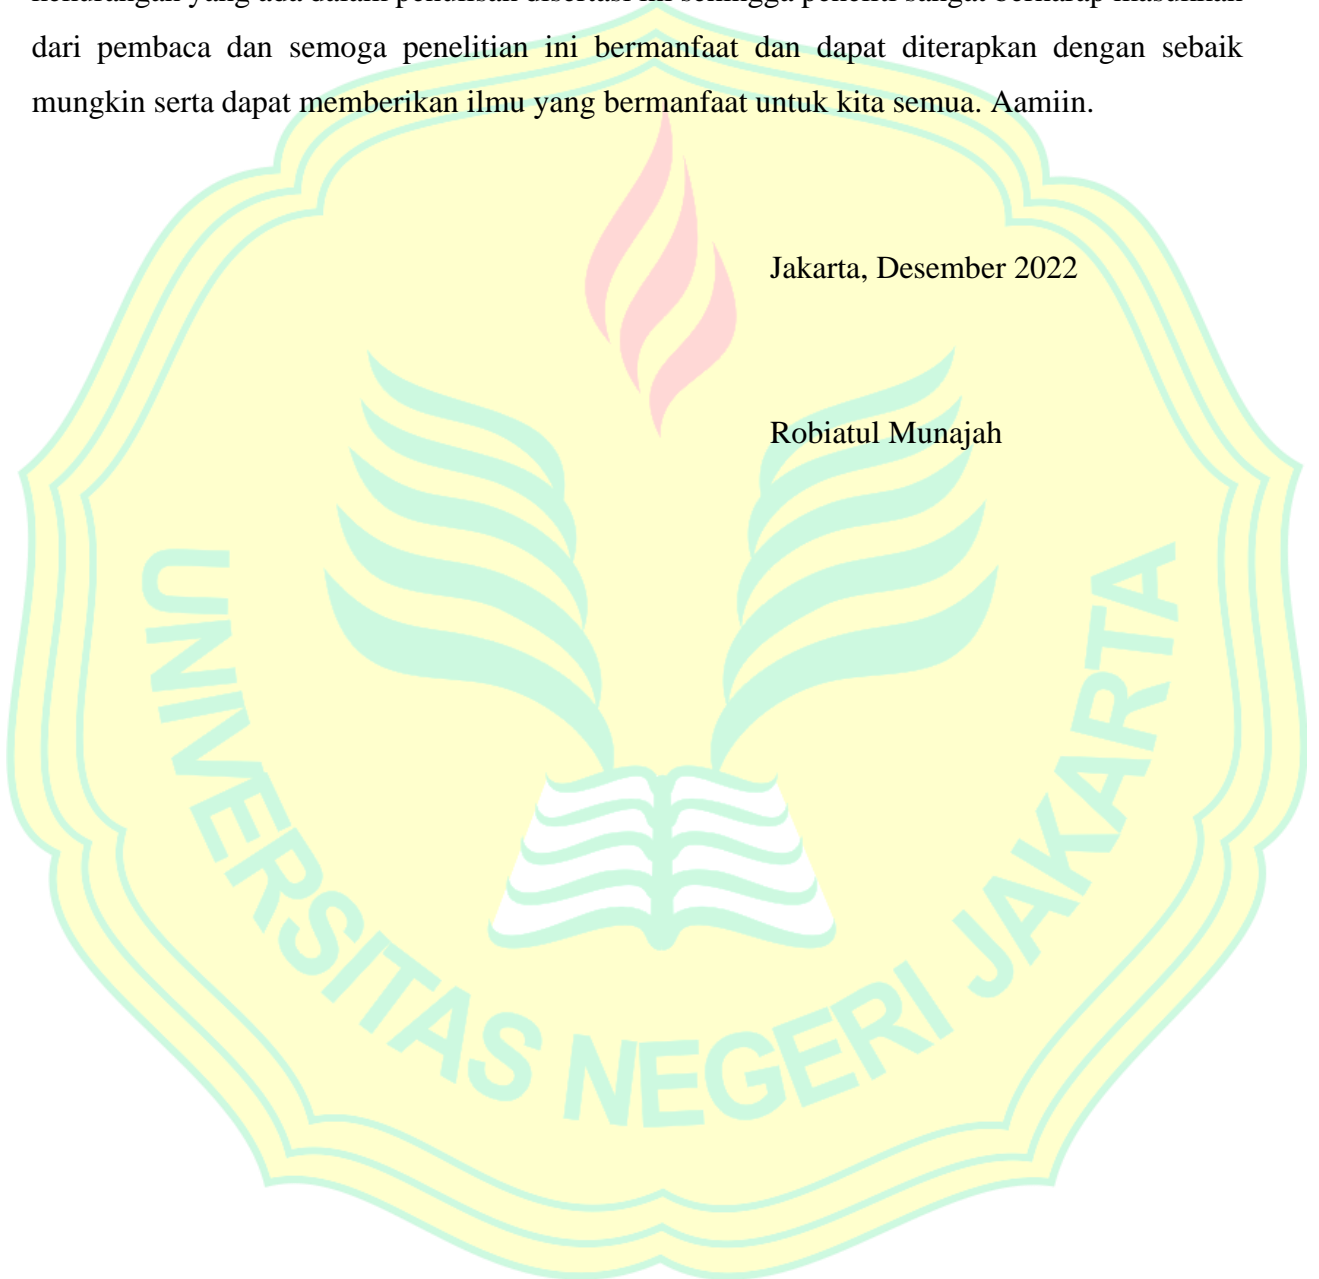 kekurangan yang ada dalam penulisan disertasi ini sehingga peneliti sangat berharap masukkan
dari pembaca dan semoga penelitian ini bermanfaat dan dapat diterapkan dengan sebaik
mungkin serta dapat memberikan ilmu yang bermanfaat untuk kita semua. Aamiin.
Jakarta, Desember 2022
Robiatul Munajah
UNIVERSITAS NEGERI JAKARTA